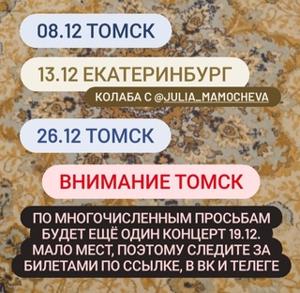 08.12 ТОМСК
13.12 ЕКАТЕРИНБУРГ
КОЛАБА С @JULIA_MAMOCHEVA
26.12 ТОМСК
ВНИМАНИЕ ТОМСК
ПО МНОГОЧИСЛЕННЫМ ПРОСЬБАМ
БУДЕТ ЕЩЁ ОДИН КОНЦЕРТ 19.12.
МАЛО МЕСТ, ПОЭТОМУ СЛЕДИТЕ ЗА
БИЛЕТАМИ ПО ССЫЛКЕ, В ВК И ТЕЛЕГЕ